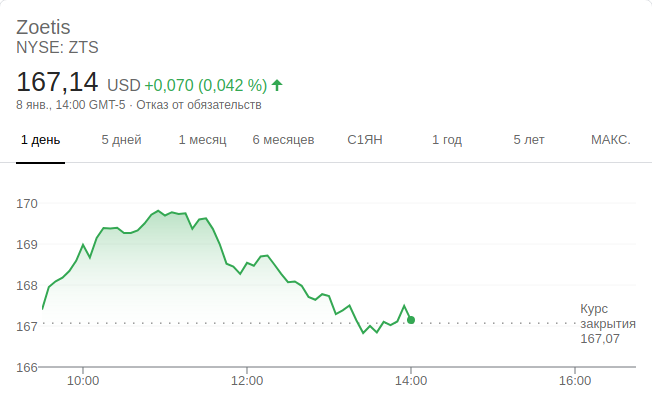 Zoetis
NYSE: ZTS
167,14 USD +0,070 (0,042 %)
8 янв., 14:00 GMT-5 · Отказ от обязательств
1 день 5 дней 1 месяц 6 месяцев С1ЯН 1 год 5 лет МАКС.
170
169
168
167
166
Курс
закрытия
167,07
10:00 12:00 14:00 16:00